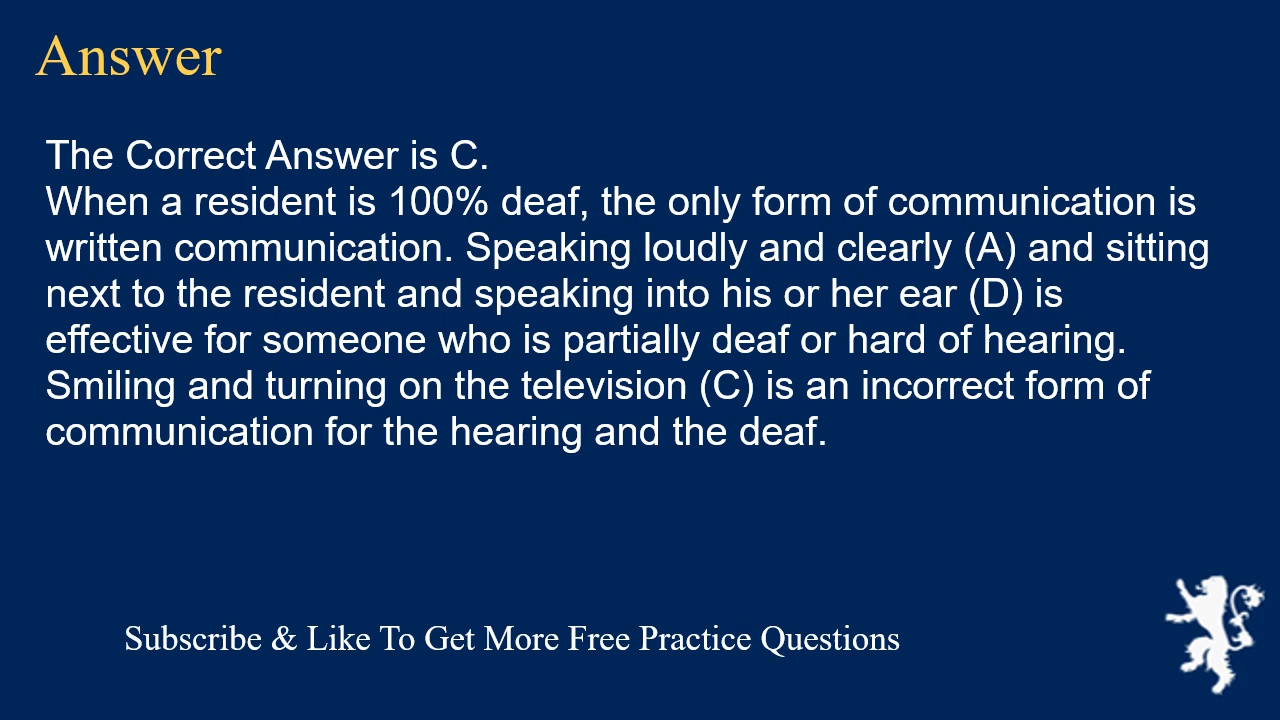 Answer
The Correct Answer is C.
When a resident is 100% deaf, the only form of communication is
written communication. Speaking loudly and clearly (A) and sitting
next to the resident and speaking into his or her ear (D) is
effective for someone who is partially deaf or hard of hearing.
Smiling and turning on the television (C) is an incorrect form of
communication for the hearing and the deaf.
Subscribe & Like To Get More Free Practice Questions